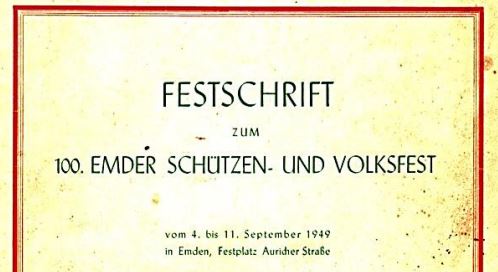 FESTSCHRIFT
ZUM
100. EMDER SCHÜTZEN- UND VOLKSFEST
vom 4. bis 11. September 1949
in Emden, Festplatz Auricher Straße